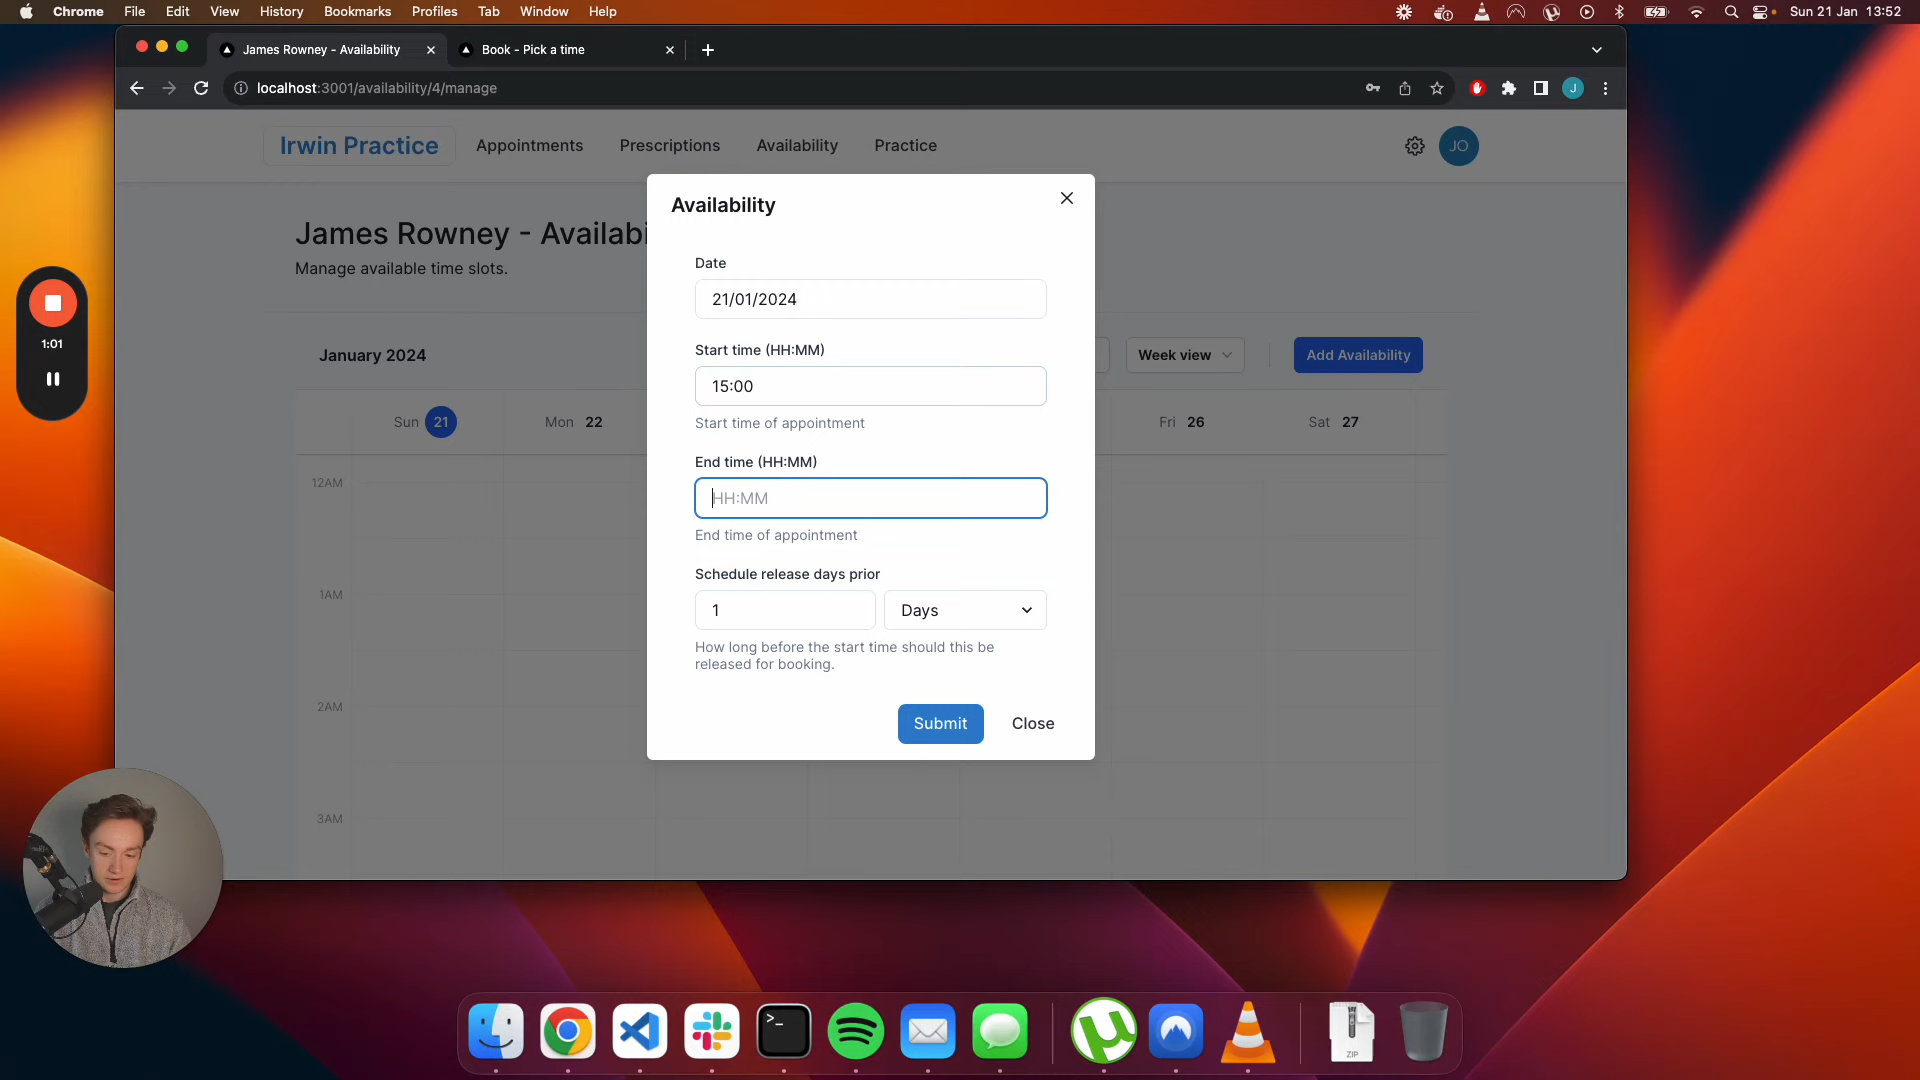 Chrome File Edit View History Bookmarks Profiles Tab Window Help
Sun 21 Jan 13:52
James Rowney - Availability
Book - Pick a time
localhost:3001/availability/4/manage
J
Irwin Practice
Appointments
Prescriptions
Availability
Practice
JO
James Rowney - Availabi
Manage available time slots.
January 2024
Week view
Add Availability
Sun 21
Mon 22
Fri 26
Sat 27
12AM
1AM
2AM
3AM
Availability
Date
21/01/2024
Start time (HH:MM)
15:00
Start time of appointment
End time (HH:MM)
HH:MM
End time of appointment
Schedule release days prior
1
Days
How long before the start time should this be
released for booking.
Submit
Close
1:01
ZIP